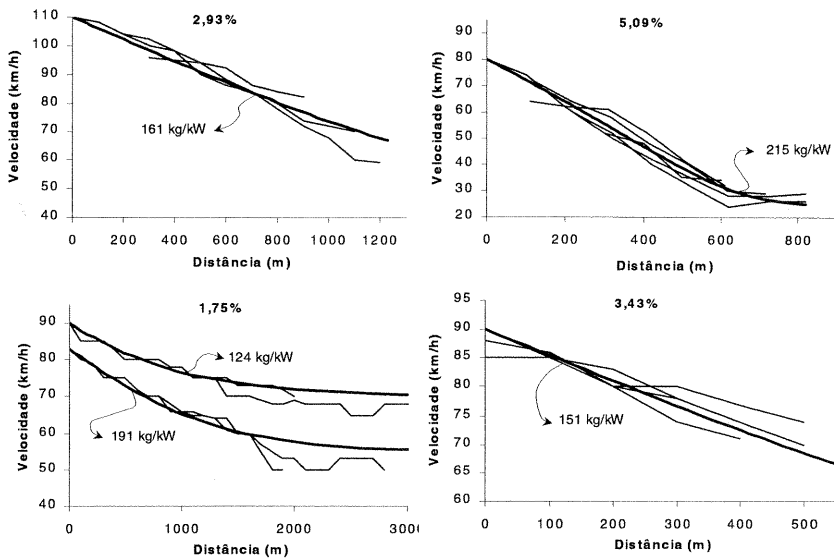 2,93%
Velocidade (km/h)
110
100
90
80
70
60
50
40
161 kg/kW
0 200 400 600 800 1000 1200
Distância (m)
5,09%
Velocidade (km/h)
80
70
60
50
40
30
20
215 kg/kW
0 200 400 600 800
Distância (m)
1,75%
Velocidade (km/h)
90
80
70
60
50
40
124 kg/kW
191 kg/kW
0 1000 2000 3000
Distância (m)
3,43%
Velocidade (km/h)
95
90
85
80
75
70
65
60
151 kg/kW
0 100 200 300 400 500
Distância (m)